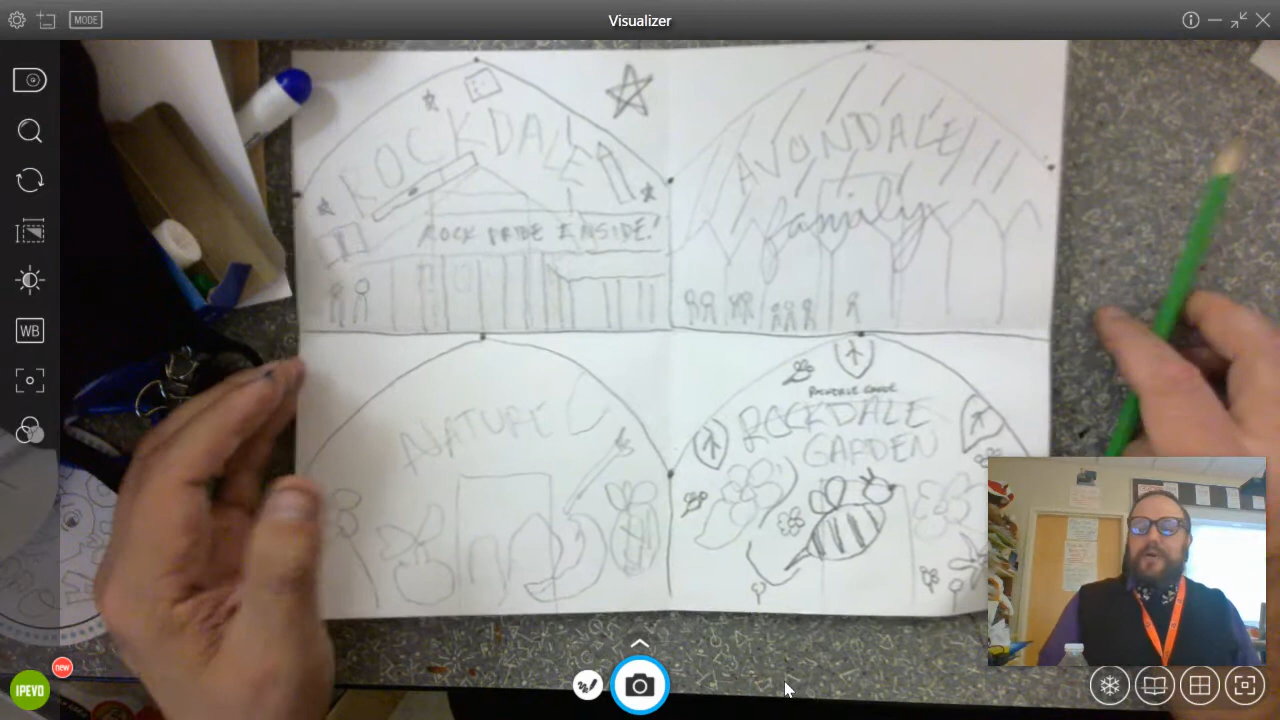 Visualizer
MODE
ROCKDALE
ROCK PRIDE INSIDE!
AVONDALE
family
WB
NATURE
ROCKDALE
GARDEN
new
IPEVO